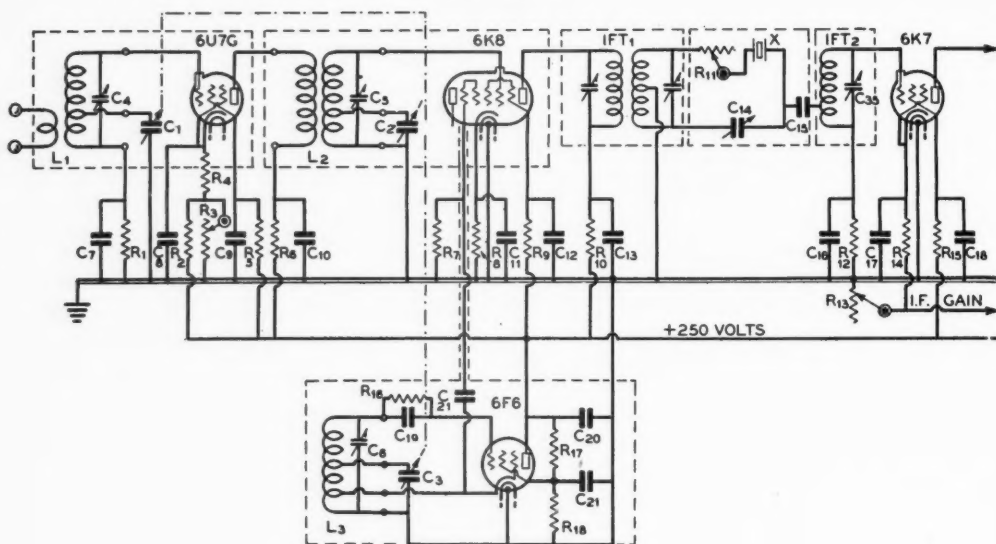 6U7G
6K8
IFT1
X
IFT2
6K7
C4
C1
C5
C2
R11
C14
C15
C35
L1
L2
R4
R3
C7
R1
C8
R2
C9
R5
R6
C10
R7
R8
C11
R9
C12
R10
C13
C16
R12
C17
R14
R15
C18
R13
I.F. GAIN
+250 VOLTS
R16
C21
6F6
C19
C20
R17
C6
C3
C21
R18
L3